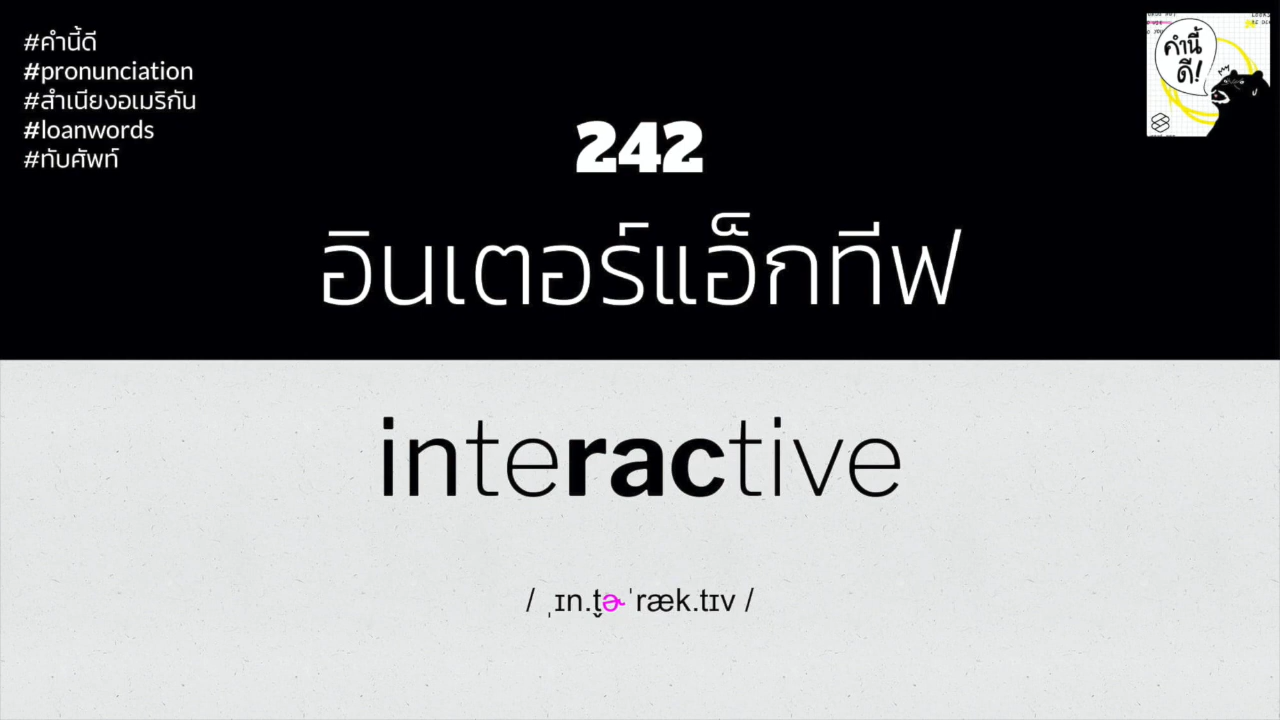 #คำนี้ดี
#pronunciation
#สำเนียงอเมริกัน
#loanwords
#ทับศัพท์
คำนี้
ดี!
242
อินเตอร์แอ็กทีฟ
interactive
/ ˌɪn.t̬ɚˈræk.tɪv /